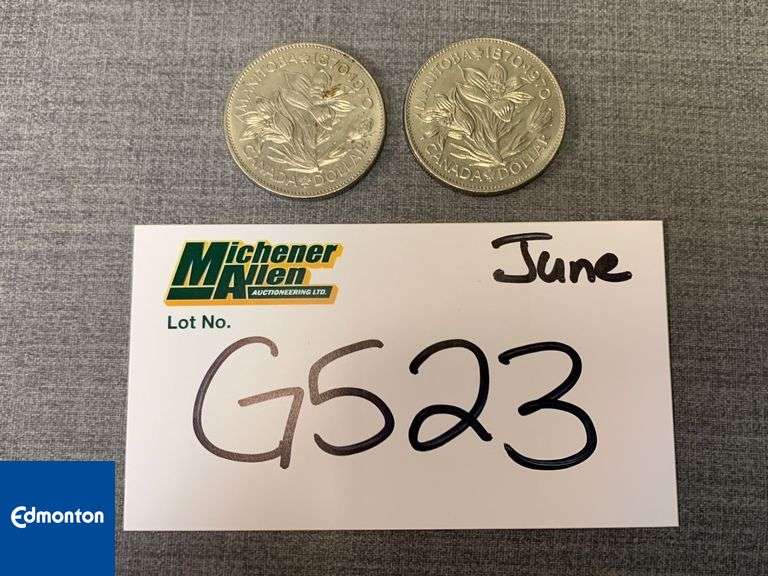 MANITOBA 1870 1970
CANADA DOLLAR
MANITOBA 1870 1970
CANADA DOLLAR
Michener
Allen
AUCTIONEERING LTD.
June
Lot No.
G523
Edmonton